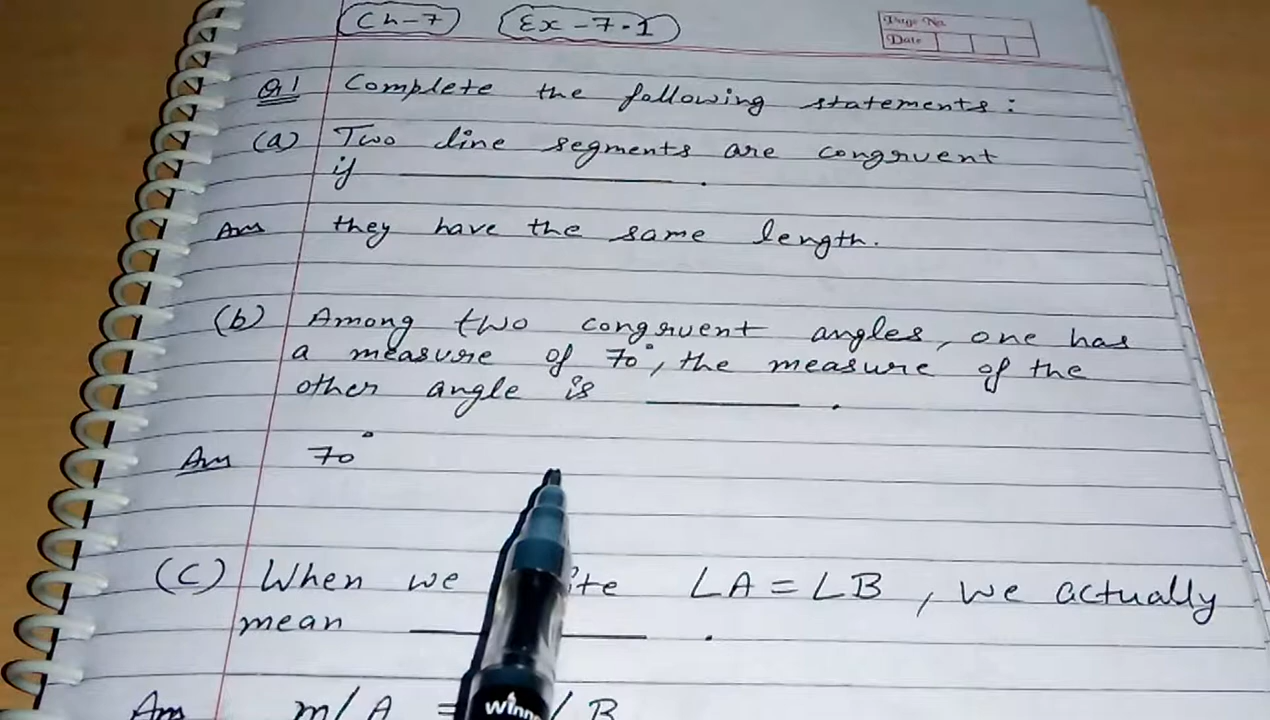 Ch-7 Ex-7.1
Page No.
Date
Q1 Complete the following statements:
(a) Two line segments are congruent
if ________.
Ans they have the same length.
(b) Among two congruent angles, one has
a measure of 70°, the measure of the
other angle is ________.
Ans 70°
(c) When we ite ∠A = ∠B, we actually
mean ________.
Ans m∠A = ∠B
winn